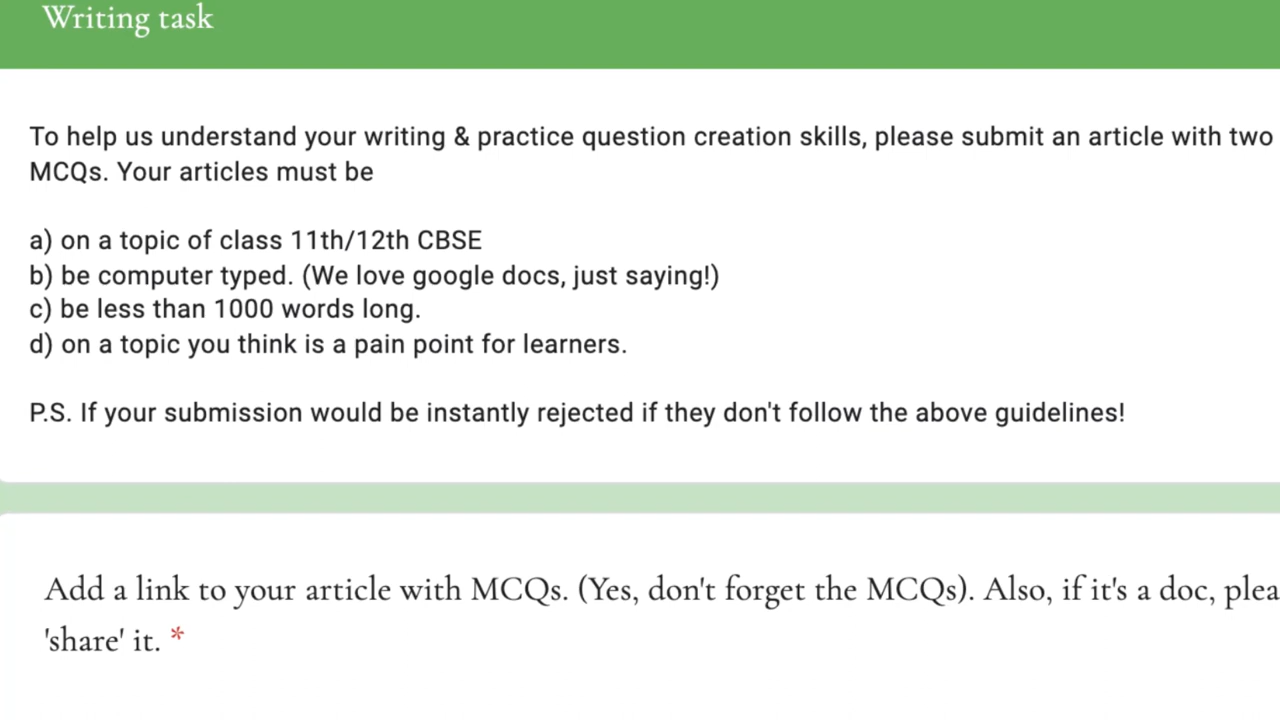 Writing task
To help us understand your writing & practice question creation skills, please submit an article with two
MCQs. Your articles must be
a) on a topic of class 11th/12th CBSE
b) be computer typed. (We love google docs, just saying!)
c) be less than 1000 words long.
d) on a topic you think is a pain point for learners.
P.S. If your submission would be instantly rejected if they don't follow the above guidelines!
Add a link to your article with MCQs. (Yes, don't forget the MCQs). Also, if it's a doc, plea
'share' it. *